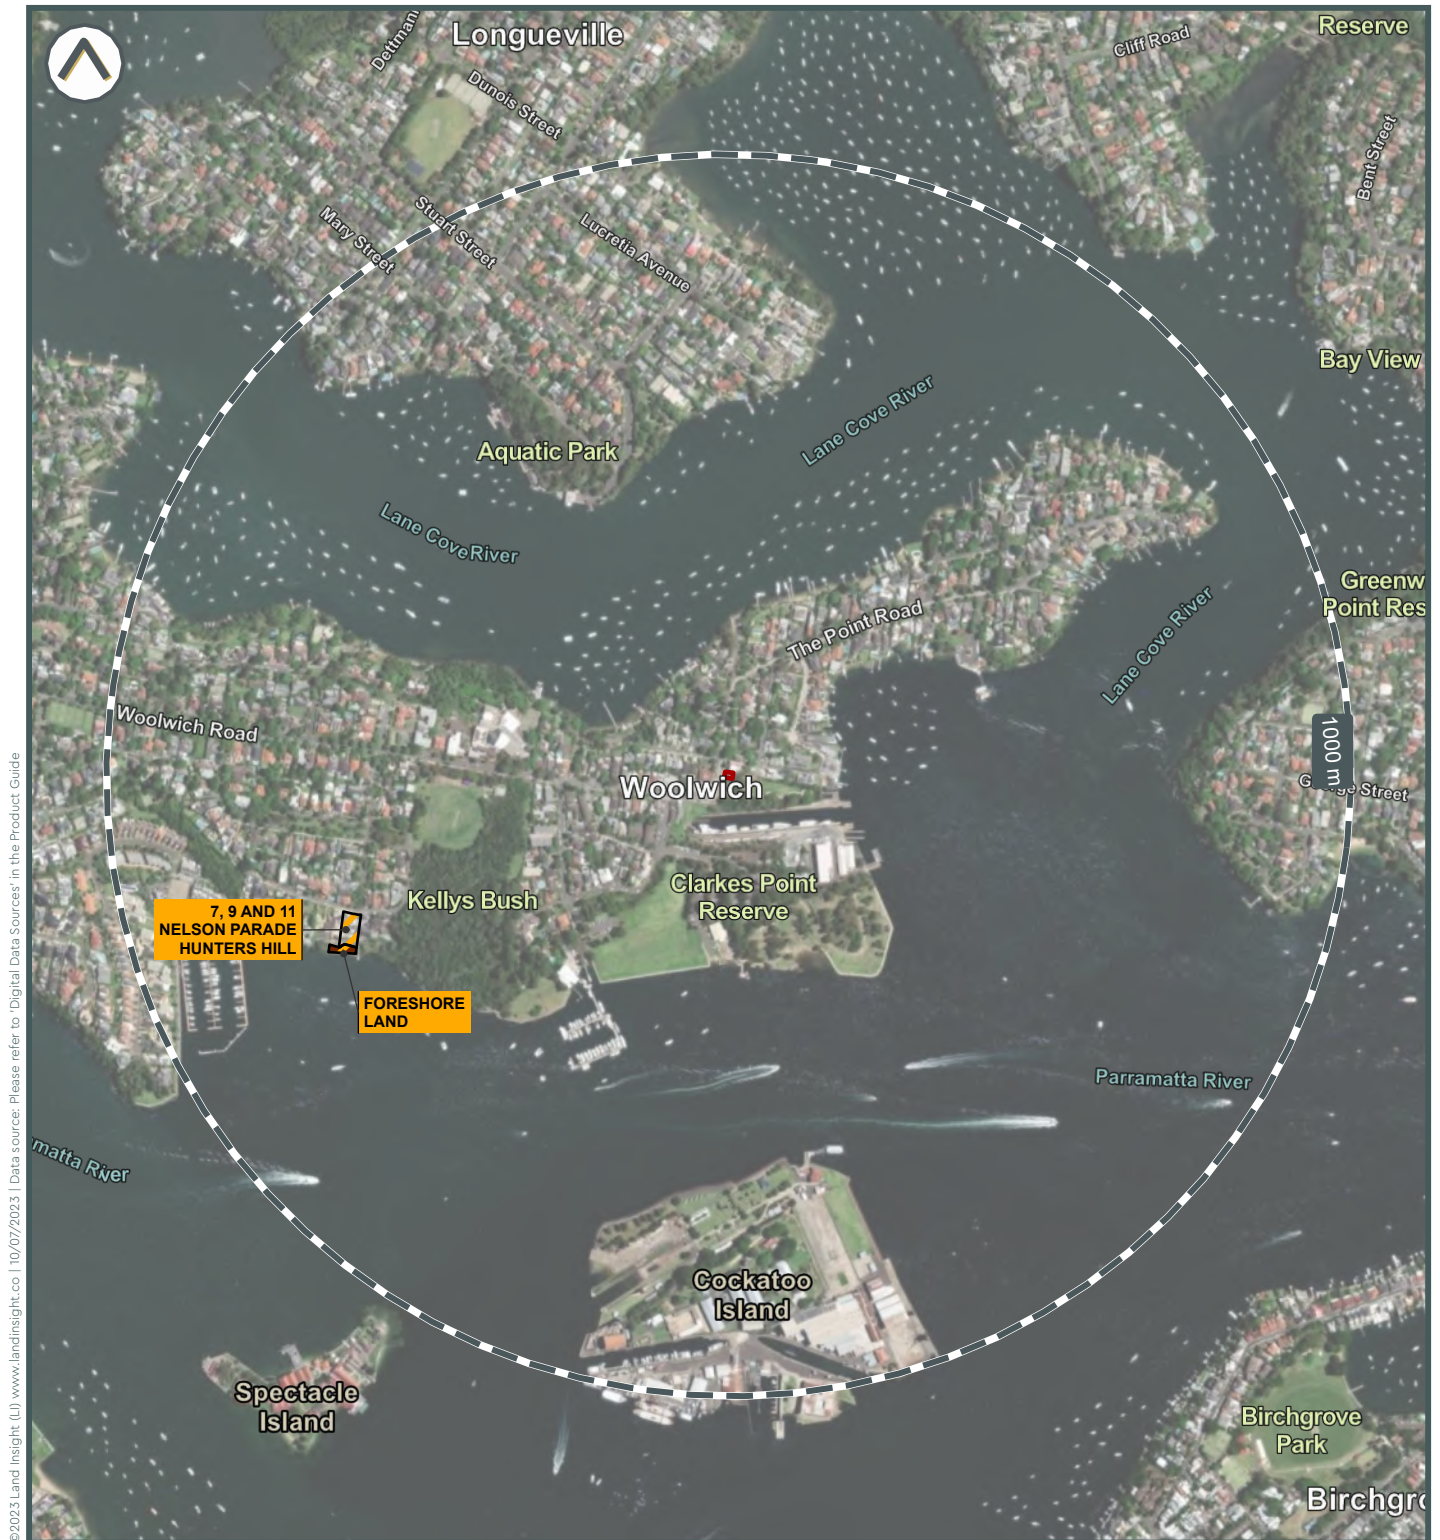 Longueville
Reserve
Cliff Road
Dunois Street
Bent Street
Mary Street
Stuart Street
Lucretia Avenue
Bay View
Lane Cove River
Aquatic Park
Lane Cove River
Greenw
Point Res
The Point Road
Lane Cove River
Woolwich Road
1000 m
Woolwich
Street
Clarkes Point
Reserve
Kellys Bush
7, 9 AND 11
NELSON PARADE
HUNTERS HILL
FORESHORE
LAND
Parramatta River
matta River
Cockatoo
Island
Spectacle
Island
Birchgrove
Park
Birchgro
©2023 Land Insight (LI) www.landinsight.co | 10/07/2023 | Data source: Please refer to 'Digital Data Sources' in the Product Guide